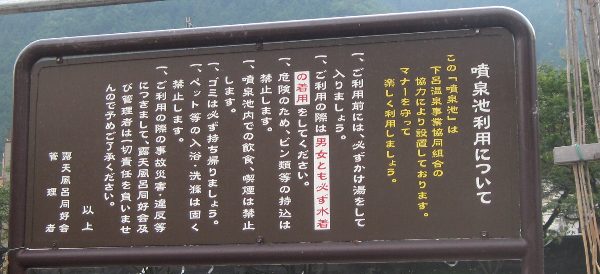 噴泉池利用について
この「噴泉池」は
下呂温泉事業協同組合の
協力により設置しております。
マナーを守って
楽しく利用しましょう。
一、ご利用前には、必ずかけ湯をして
入りましょう。
一、ご利用の際は男女とも必ず水着
の着用をしてください。
一、危険のため、ビン類等の持込は
禁止します。
一、噴泉池内での飲食、喫煙は禁止
します。
一、ゴミは必ず持ち帰りましょう。
一、ペット等の入浴・洗濯は固く
禁止します。
一、ご利用の際の事故災害・違反等
につきまして、露天風呂同好会及
び管理者は一切責任を負いませ
んので予めご了承ください。
以上
露天風呂同好会
管理者